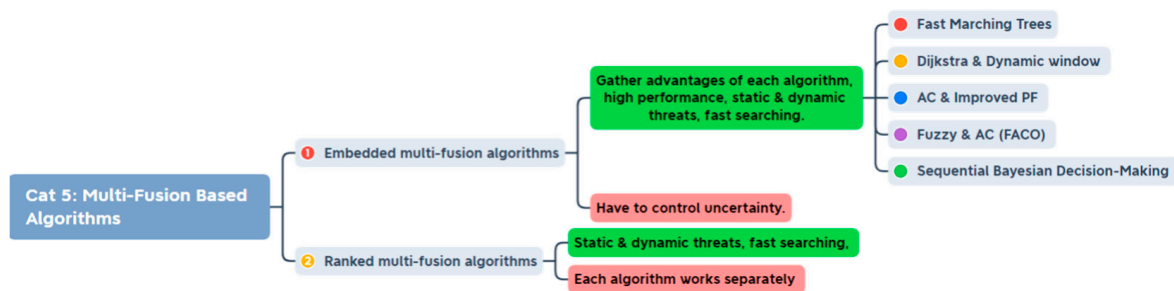 Cat 5: Multi-Fusion Based
Algorithms
1 Embedded multi-fusion algorithms
Gather advantages of each algorithm,
high performance, static & dynamic
threats, fast searching.
Fast Marching Trees
Dijkstra & Dynamic window
AC & Improved PF
Fuzzy & AC (FACO)
Sequential Bayesian Decision-Making
Have to control uncertainty.
2 Ranked multi-fusion algorithms
Static & dynamic threats, fast searching,
Each algorithm works separately